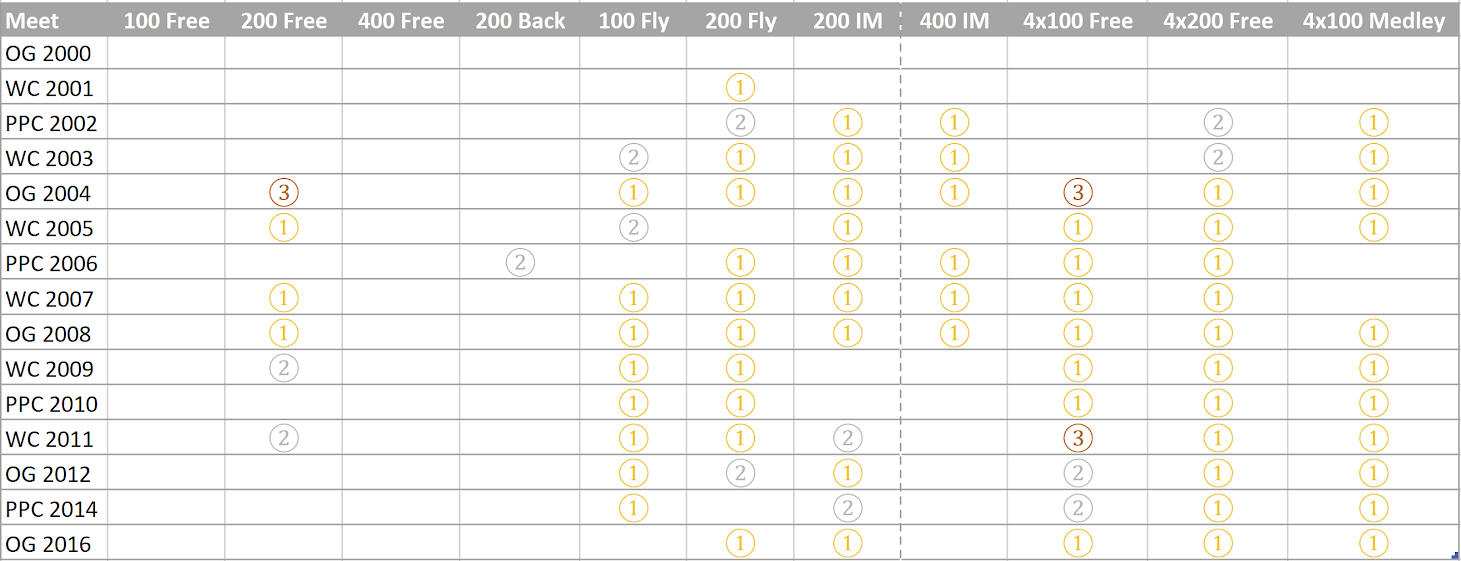 Meet 100 Free 200 Free 400 Free 200 Back 100 Fly 200 Fly 200 IM 400 IM 4x100 Free 4x200 Free 4x100 Medley
OG 2000
WC 2001 1
PPC 2002 2 1 1 2 1
WC 2003 2 1 1 1 2 1
OG 2004 3 1 1 1 1 3 1 1
WC 2005 1 2 1 1 1 1
PPC 2006 2 1 1 1 1 1
WC 2007 1 1 1 1 1 1 1
OG 2008 1 1 1 1 1 1 1 1
WC 2009 2 1 1 1 1 1
PPC 2010 1 1 1 1 1
WC 2011 2 1 1 2 3 1 1
OG 2012 1 2 1 2 1 1
PPC 2014 1 2 2 1 1
OG 2016 1 1 1 1 1